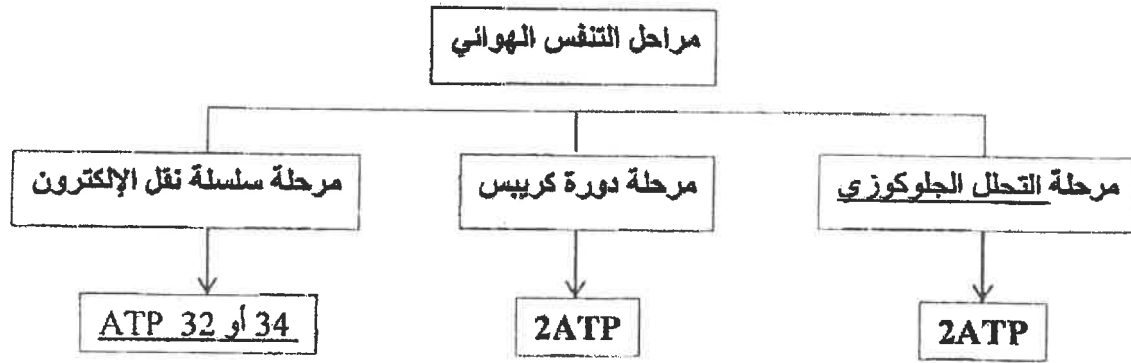 مراحل التنفس الهوائي
مرحلة التحلل الجلوكوزي
مرحلة دورة كريبس
مرحلة سلسلة نقل الإلكترون
2ATP
2ATP
34 أو 32 ATP